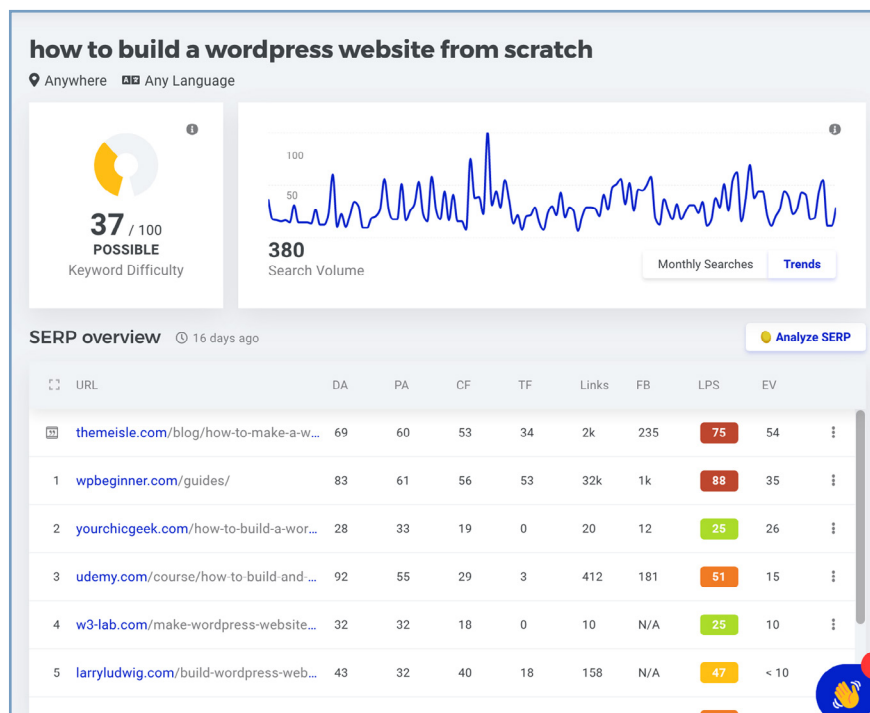 how to build a wordpress website from scratch
Anywhere Any Language
37 / 100
POSSIBLE
Keyword Difficulty
100
50
380
Search Volume
Monthly Searches Trends
SERP overview 16 days ago Analyze SERP
URL DA PA CF TF Links FB LPS EV
themeisle.com/blog/how-to-make-a-w... 69 60 53 34 2k 235 75 54
1 wpbeginner.com/guides/ 83 61 56 53 32k 1k 88 35
2 yourchicgeek.com/how-to-build-a-wor... 28 33 19 0 20 12 25 26
3 udemy.com/course/how-to-build-and-... 92 55 29 3 412 181 51 15
4 w3-lab.com/make-wordpress-website... 32 32 18 0 10 N/A 25 10
5 larryludwig.com/build-wordpress-web... 43 32 40 18 158 N/A 47 < 10